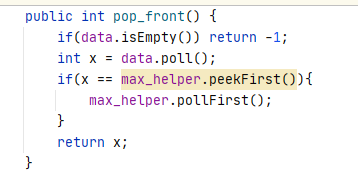 public int pop_front() {
    if(data.isEmpty()) return -1;
    int x = data.poll();
    if(x == max_helper.peekFirst()){
        max_helper.pollFirst();
    }
    return x;
}